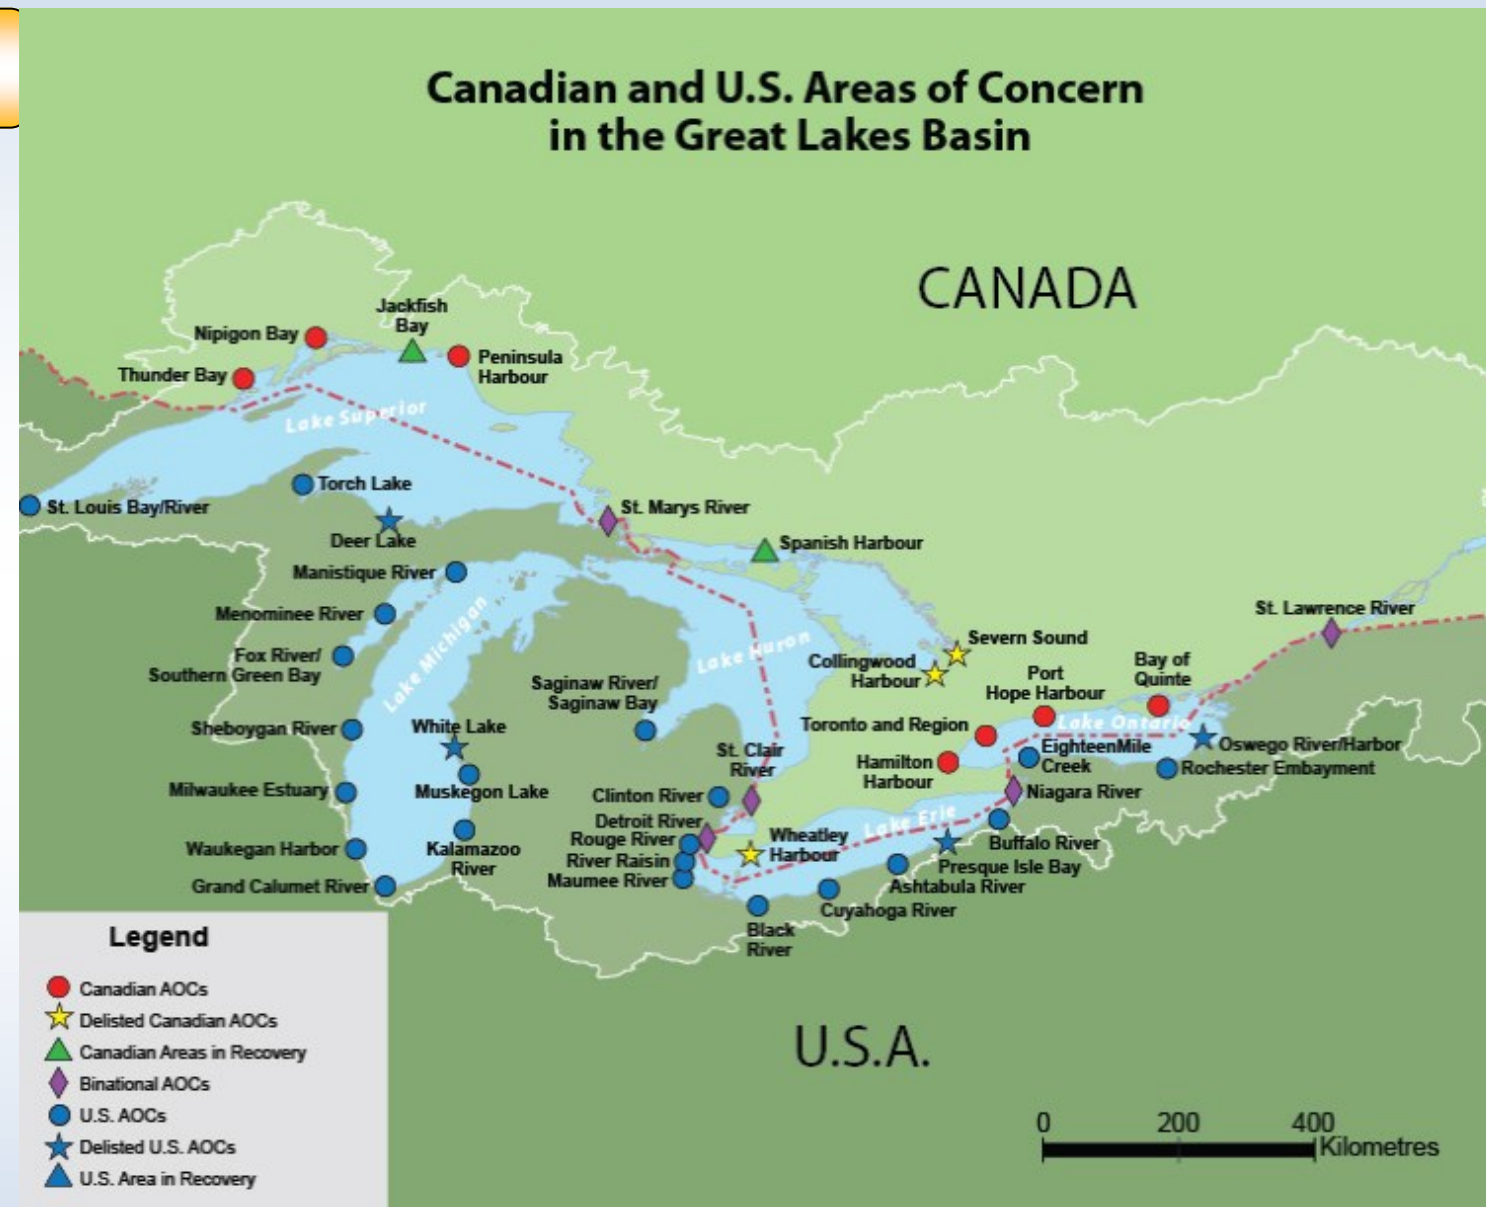 Canadian and U.S. Areas of Concern
in the Great Lakes Basin
CANADA
Jackfish
Bay
Nipigon Bay
Peninsula
Harbour
Thunder Bay
Lake Superior
Torch Lake
St. Louis Bay/River
St. Marys River
Deer Lake
Spanish Harbour
Manistique River
Menominee River
St. Lawrence River
Lake Michigan
Lake Huron
Severn Sound
Fox River/
Southern Green Bay
Collingwood
Harbour
Port
Hope Harbour
Bay of
Quinte
Saginaw River/
Saginaw Bay
Sheboygan River
White Lake
Toronto and Region
Lake Ontario
St. Clair
River
Hamilton
Harbour
EighteenMile
Creek
Oswego River/Harbor
Rochester Embayment
Milwaukee Estuary
Muskegon Lake
Clinton River
Niagara River
Detroit River
Rouge River
River Raisin
Maumee River
Wheatley
Harbour
Lake Erie
Waukegan Harbor
Kalamazoo
River
Buffalo River
Presque Isle Bay
Ashtabula River
Grand Calumet River
Cuyahoga River
Black
River
Legend
Canadian AOCs
Delisted Canadian AOCs
Canadian Areas in Recovery
Binational AOCs
U.S. AOCs
Delisted U.S. AOCs
U.S. Area in Recovery
U.S.A.
0 200 400
Kilometres